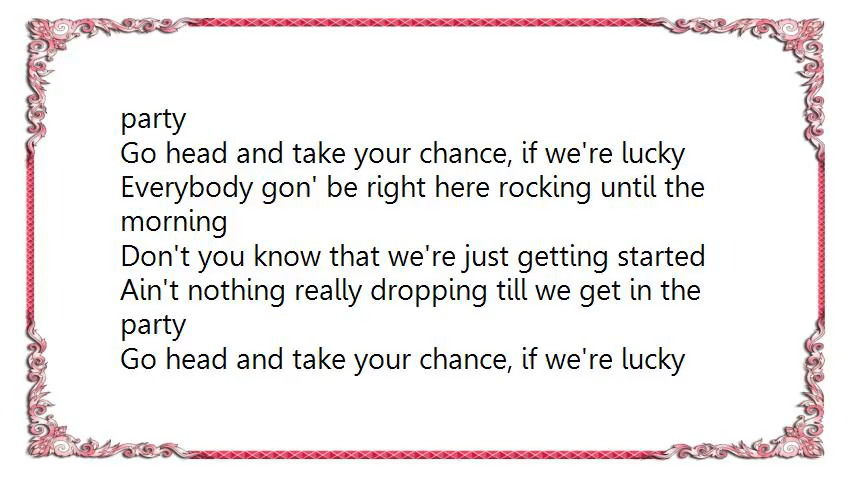 party
Go head and take your chance, if we're lucky
Everybody gon' be right here rocking until the
morning
Don't you know that we're just getting started
Ain't nothing really dropping till we get in the
party
Go head and take your chance, if we're lucky